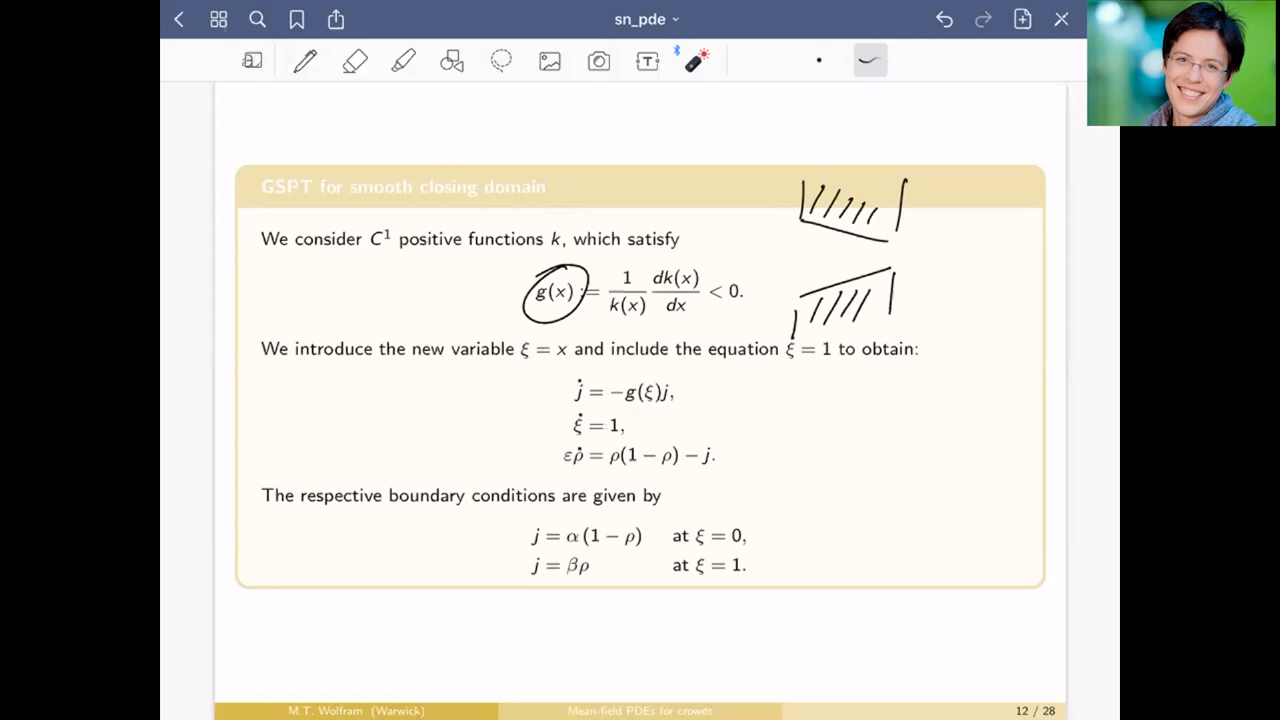 sn_pde
T
GSPT for smooth closing domain
We consider C¹ positive functions k, which satisfy
g(x) := 1/k(x) dk(x)/dx < 0.
We introduce the new variable ξ = x and include the equation ξ̇ = 1 to obtain:
j̇ = −g(ξ)j,
ξ̇ = 1,
ερ̇ = ρ(1 − ρ) − j.
The respective boundary conditions are given by
j = α(1 − ρ) at ξ = 0,
j = βρ at ξ = 1.
M.T. Wolfram (Warwick) Mean-field PDEs for crowds 12 / 28